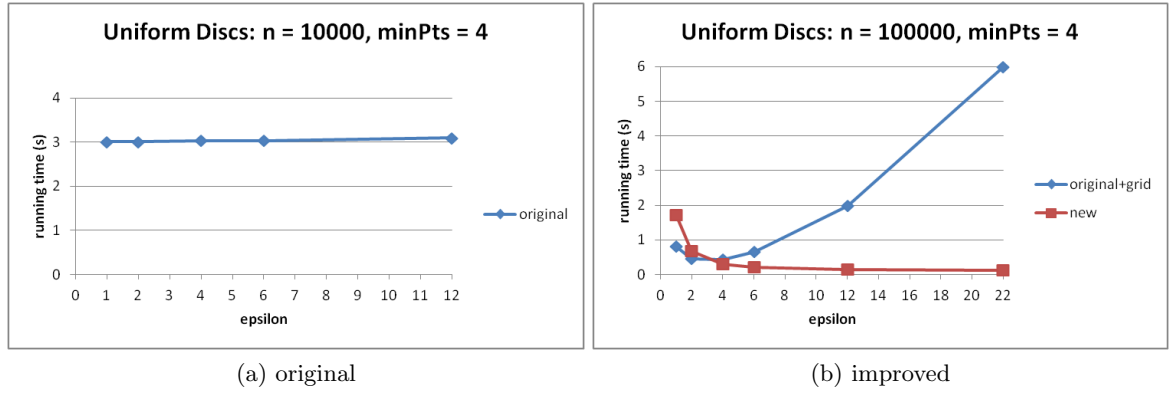 Uniform Discs: n = 10000, minPts = 4
4
3
2
1
0
running time (s)
0 1 2 3 4 5 6 7 8 9 10 11 12
epsilon
original
(a) original
Uniform Discs: n = 100000, minPts = 4
6
5
4
3
2
1
0
running time (s)
0 2 4 6 8 10 12 14 16 18 20 22
epsilon
original+grid
new
(b) improved